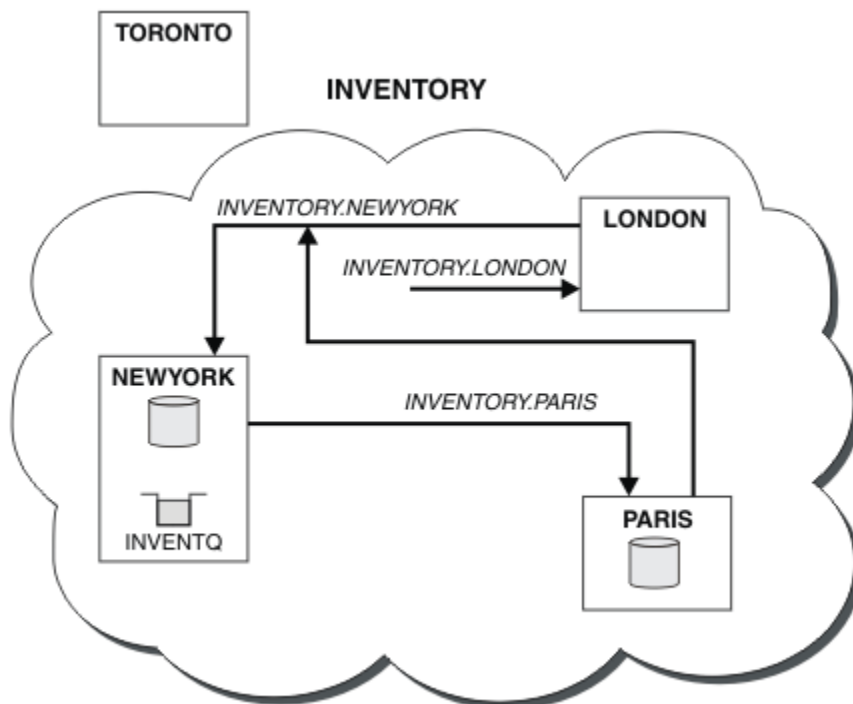 TORONTO
INVENTORY
INVENTORY.NEWYORK
LONDON
INVENTORY.LONDON
NEWYORK
INVENTORY.PARIS
PARIS
INVENTQ